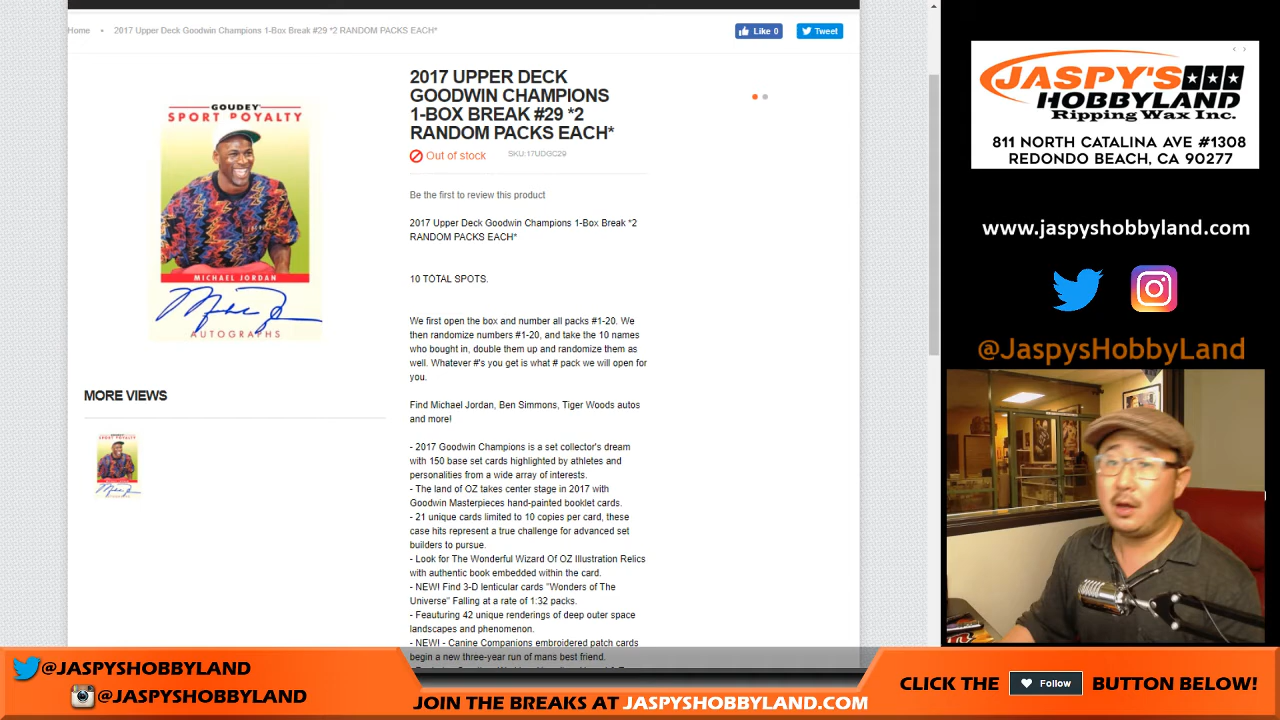 Home • 2017 Upper Deck Goodwin Champions 1-Box Break #29 *2 RANDOM PACKS EACH*
Like 0
Tweet
GOUDEY
SPORT ROYALTY
MICHAEL JORDAN
AUTOGRAPHS
MORE VIEWS
2017 UPPER DECK
GOODWIN CHAMPIONS
1-BOX BREAK #29 *2
RANDOM PACKS EACH*
Out of stock
SKU:17UDGC29
Be the first to review this product
2017 Upper Deck Goodwin Champions 1-Box Break *2
RANDOM PACKS EACH*
10 TOTAL SPOTS.
We first open the box and number all packs #1-20. We
then randomize numbers #1-20, and take the 10 names
who bought in, double them up and randomize them as
well. Whatever #'s you get is what # pack we will open for
you.
Find Michael Jordan, Ben Simmons, Tiger Woods autos
and more!
- 2017 Goodwin Champions is a set collector's dream
with 150 base set cards highlighted by athletes and
personalities from a wide array of interests.
- The land of OZ takes center stage in 2017 with
Goodwin Masterpieces hand-painted booklet cards.
- 21 unique cards limited to 10 copies per card, these
case hits represent a true challenge for advanced set
builders to pursue.
- Look for The Wonderful Wizard Of OZ Illustration Relics
with authentic book embedded within the card.
- NEW! Find 3-D lenticular cards "Wonders of The
Universe" Falling at a rate of 1:32 packs.
- Feauturing 42 unique renderings of deep outer space
landscapes and phenomenon.
- NEW! - Canine Companions embroidered patch cards
begin a new three-year run of mans best friend.
JASPY'S
HOBBYLAND
Ripping Wax Inc.
811 NORTH CATALINA AVE #1308
REDONDO BEACH, CA 90277
www.jaspyshobbyland.com
@JaspysHobbyLand
@JASPYSHOBBYLAND
@JASPYSHOBBYLAND
JOIN THE BREAKS AT JASPYSHOBBYLAND.COM
CLICK THE Follow BUTTON BELOW!